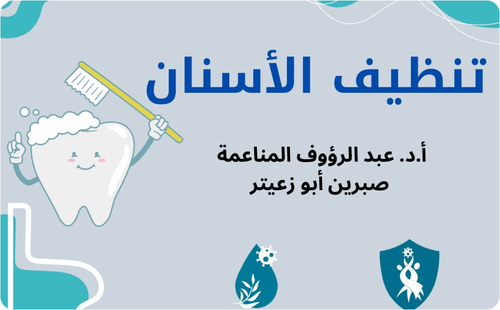 تنظيف الأسنان
أ.د. عبد الرؤوف المناعمة
صبرين أبو زعيتر